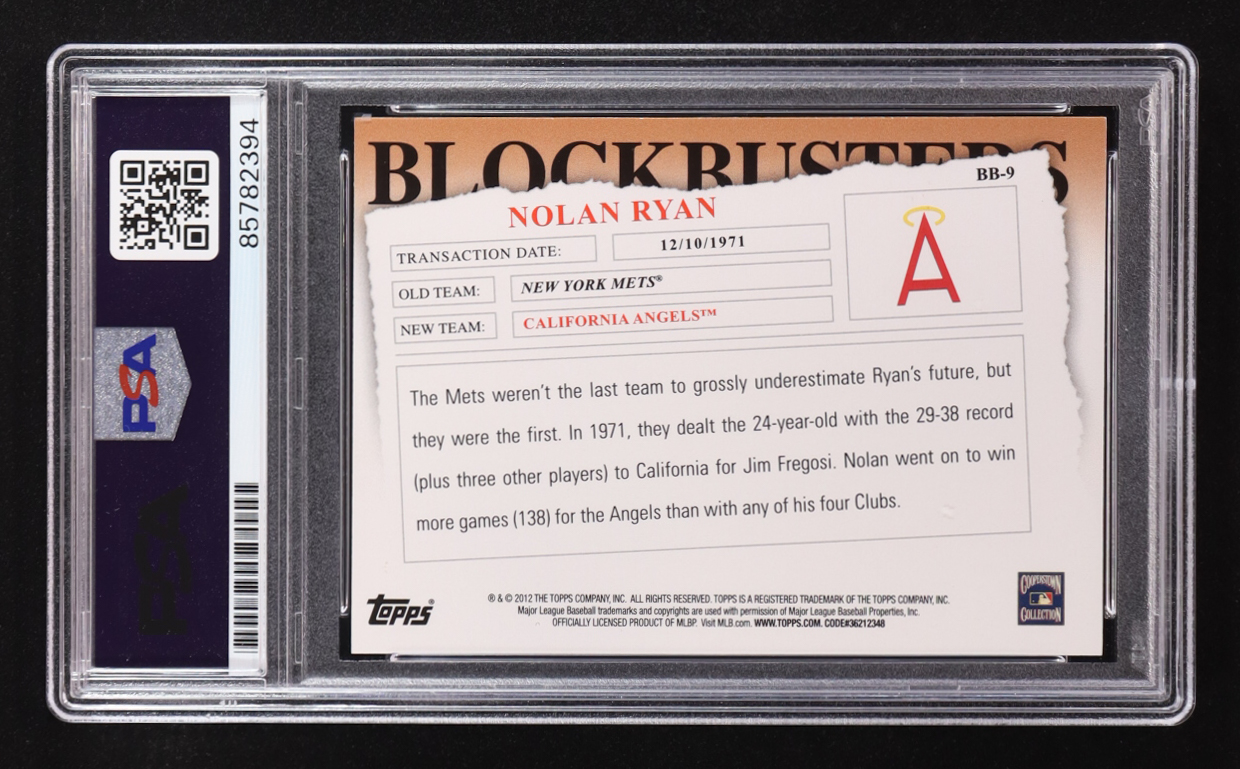 85782394
PSA
BLOCKBUSTERS
BB-9
NOLAN RYAN
A
TRANSACTION DATE: 12/10/1971
OLD TEAM: NEW YORK METS®
NEW TEAM: CALIFORNIA ANGELS™
The Mets weren't the last team to grossly underestimate Ryan's future, but
they were the first. In 1971, they dealt the 24-year-old with the 29-38 record
(plus three other players) to California for Jim Fregosi. Nolan went on to win
more games (138) for the Angels than with any of his four Clubs.
Topps®
® & © 2012 THE TOPPS COMPANY, INC. ALL RIGHTS RESERVED. TOPPS IS A REGISTERED TRADEMARK OF THE TOPPS COMPANY, INC.
Major League Baseball trademarks and copyrights are used with permission of Major League Baseball Properties, Inc.
OFFICIALLY LICENSED PRODUCT OF MLBP. Visit MLB.com. WWW.TOPPS.COM. CODE#36212348
COOPERSTOWN
COLLECTION
PSA
PSA